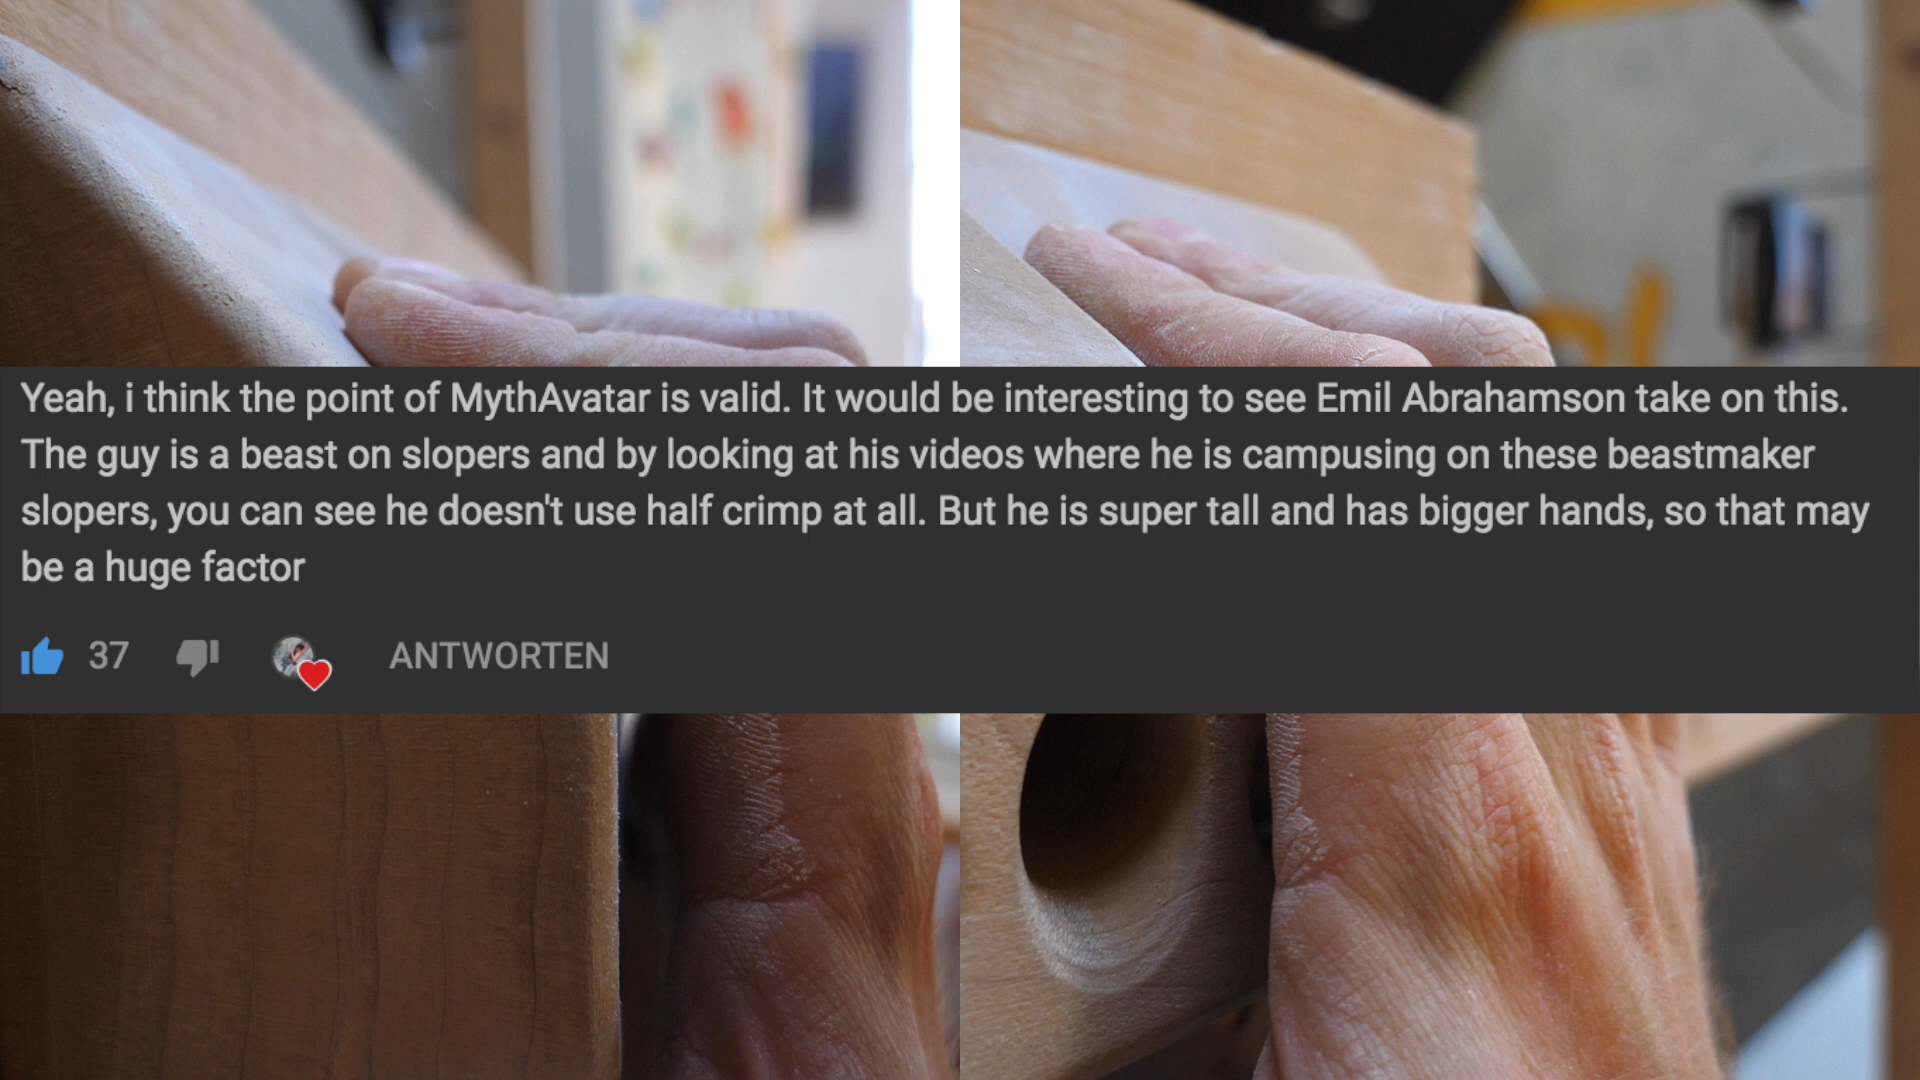 Yeah, i think the point of MythAvatar is valid. It would be interesting to see Emil Abrahamson take on this.
The guy is a beast on slopers and by looking at his videos where he is campusing on these beastmaker
slopers, you can see he doesn't use half crimp at all. But he is super tall and has bigger hands, so that may
be a huge factor
37 ANTWORTEN